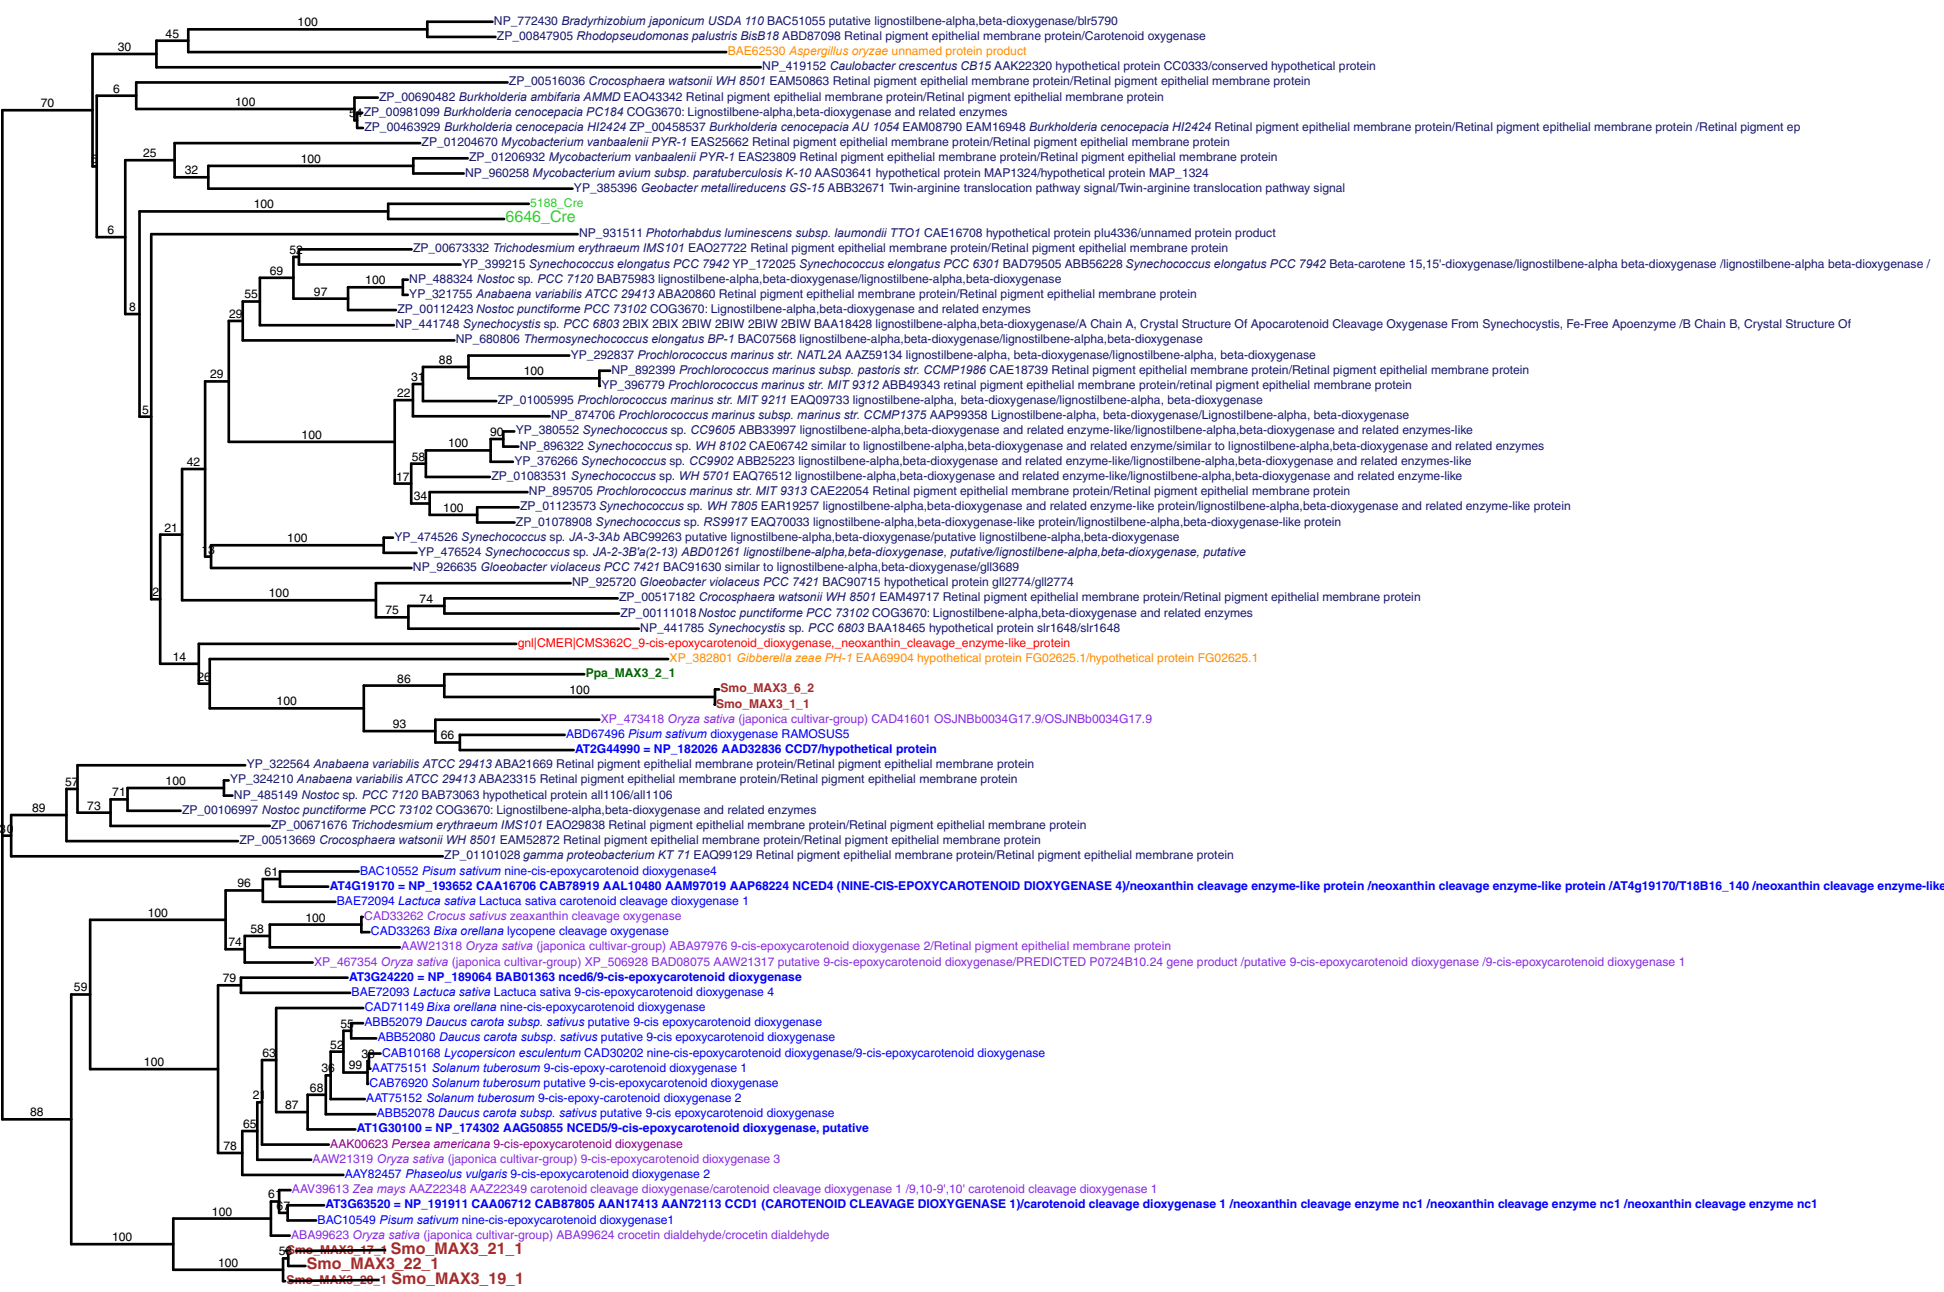 100
NP_772430 Bradyrhizobium japonicum USDA 110 BAC51055 putative lignostilbene-alpha,beta-dioxygenase/blr5790
45
ZP_00847905 Rhodopseudomonas palustris BisB18 ABD87098 Retinal pigment epithelial membrane protein/Carotenoid oxygenase
30
BAE62530 Aspergillus oryzae unnamed protein product
NP_419152 Caulobacter crescentus CB15 AAK22320 hypothetical protein CC0333/conserved hypothetical protein
6
ZP_00516036 Crocosphaera watsonii WH 8501 EAM50863 Retinal pigment epithelial membrane protein/Retinal pigment epithelial membrane protein
70
100
ZP_00690482 Burkholderia ambifaria AMMD EAO43342 Retinal pigment epithelial membrane protein/Retinal pigment epithelial membrane protein
ZP_00981099 Burkholderia cenocepacia PC184 COG3670: Lignostilbene-alpha,beta-dioxygenase and related enzymes
ZP_00463929 Burkholderia cenocepacia HI2424 ZP_00458537 Burkholderia cenocepacia AU 1054 EAM08790 EAM16948 Burkholderia cenocepacia HI2424 Retinal pigment epithelial membrane protein/Retinal pigment epithelial membrane protein /Retinal pigment ep
ZP_01204670 Mycobacterium vanbaalenii PYR-1 EAS25662 Retinal pigment epithelial membrane protein/Retinal pigment epithelial membrane protein
25
100
ZP_01206932 Mycobacterium vanbaalenii PYR-1 EAS23809 Retinal pigment epithelial membrane protein/Retinal pigment epithelial membrane protein
32
NP_960258 Mycobacterium avium subsp. paratuberculosis K-10 AAS03641 hypothetical protein MAP1324/hypothetical protein MAP_1324
YP_385396 Geobacter metallireducens GS-15 ABB32671 Twin-arginine translocation pathway signal/Twin-arginine translocation pathway signal
100
5188_Cre
6646_Cre
6
NP_931511 Photorhabdus luminescens subsp. laumondii TTO1 CAE16708 hypothetical protein plu4336/unnamed protein product
52
ZP_00673332 Trichodesmium erythraeum IMS101 EAO27722 Retinal pigment epithelial membrane protein/Retinal pigment epithelial membrane protein
YP_399215 Synechococcus elongatus PCC 7942 YP_172025 Synechococcus elongatus PCC 6301 BAD79505 ABB56228 Synechococcus elongatus PCC 7942 Beta-carotene 15,15'-dioxygenase/lignostilbene-alpha beta-dioxygenase /lignostilbene-alpha beta-dioxygenase /
69
100
NP_488324 Nostoc sp. PCC 7120 BAB75983 lignostilbene-alpha,beta-dioxygenase/lignostilbene-alpha,beta-dioxygenase
55
97
YP_321755 Anabaena variabilis ATCC 29413 ABA20860 Retinal pigment epithelial membrane protein/Retinal pigment epithelial membrane protein
8
29
ZP_00112423 Nostoc punctiforme PCC 73102 COG3670: Lignostilbene-alpha,beta-dioxygenase and related enzymes
NP_441748 Synechocystis sp. PCC 6803 2BIX 2BIX 2BIW 2BIW 2BIW 2BIW BAA18428 lignostilbene-alpha,beta-dioxygenase/A Chain A, Crystal Structure Of Apocarotenoid Cleavage Oxygenase From Synechocystis, Fe-Free Apoenzyme /B Chain B, Crystal Structure Of
NP_680806 Thermosynechococcus elongatus BP-1 BAC07568 lignostilbene-alpha,beta-dioxygenase/lignostilbene-alpha,beta-dioxygenase
88
YP_292837 Prochlorococcus marinus str. NATL2A AAZ59134 lignostilbene-alpha, beta-dioxygenase/lignostilbene-alpha, beta-dioxygenase
29
31
100
NP_892399 Prochlorococcus marinus subsp. pastoris str. CCMP1986 CAE18739 Retinal pigment epithelial membrane protein/Retinal pigment epithelial membrane protein
YP_396779 Prochlorococcus marinus str. MIT 9312 ABB49343 retinal pigment epithelial membrane protein/retinal pigment epithelial membrane protein
22
ZP_01005995 Prochlorococcus marinus str. MIT 9211 EAQ09733 lignostilbene-alpha, beta-dioxygenase/lignostilbene-alpha, beta-dioxygenase
5
NP_874706 Prochlorococcus marinus subsp. marinus str. CCMP1375 AAP99358 Lignostilbene-alpha, beta-dioxygenase/Lignostilbene-alpha, beta-dioxygenase
100
90
YP_380552 Synechococcus sp. CC9605 ABB33997 lignostilbene-alpha,beta-dioxygenase and related enzyme-like/lignostilbene-alpha,beta-dioxygenase and related enzymes-like
100
NP_896322 Synechococcus sp. WH 8102 CAE06742 similar to lignostilbene-alpha,beta-dioxygenase and related enzyme/similar to lignostilbene-alpha,beta-dioxygenase and related enzymes
42
58
YP_376266 Synechococcus sp. CC9902 ABB25223 lignostilbene-alpha,beta-dioxygenase and related enzyme-like/lignostilbene-alpha,beta-dioxygenase and related enzymes-like
17
ZP_01083531 Synechococcus sp. WH 5701 EAQ76512 lignostilbene-alpha,beta-dioxygenase and related enzyme-like/lignostilbene-alpha,beta-dioxygenase and related enzyme-like
34
NP_895705 Prochlorococcus marinus str. MIT 9313 CAE22054 Retinal pigment epithelial membrane protein/Retinal pigment epithelial membrane protein
100
ZP_01123573 Synechococcus sp. WH 7805 EAR19257 lignostilbene-alpha,beta-dioxygenase and related enzyme-like protein/lignostilbene-alpha,beta-dioxygenase and related enzyme-like protein
ZP_01078908 Synechococcus sp. RS9917 EAQ70033 lignostilbene-alpha,beta-dioxygenase-like protein/lignostilbene-alpha,beta-dioxygenase-like protein
21
100
YP_474526 Synechococcus sp. JA-3-3Ab ABC99263 putative lignostilbene-alpha,beta-dioxygenase/putative lignostilbene-alpha,beta-dioxygenase
YP_476524 Synechococcus sp. JA-2-3B'a(2-13) ABD01261 lignostilbene-alpha,beta-dioxygenase, putative/lignostilbene-alpha,beta-dioxygenase, putative
NP_926635 Gloeobacter violaceus PCC 7421 BAC91630 similar to lignostilbene-alpha,beta-dioxygenase/gll3689
NP_925720 Gloeobacter violaceus PCC 7421 BAC90715 hypothetical protein gll2774/gll2774
2
100
74
ZP_00517182 Crocosphaera watsonii WH 8501 EAM49717 Retinal pigment epithelial membrane protein/Retinal pigment epithelial membrane protein
75
ZP_00111018 Nostoc punctiforme PCC 73102 COG3670: Lignostilbene-alpha,beta-dioxygenase and related enzymes
NP_441785 Synechocystis sp. PCC 6803 BAA18465 hypothetical protein slr1648/slr1648
gnl|CMER|CMS362C_9-cis-epoxycarotenoid_dioxygenase,_neoxanthin_cleavage_enzyme-like_protein
14
XP_382801 Gibberella zeae PH-1 EAA69904 hypothetical protein FG02625.1/hypothetical protein FG02625.1
26
86
Ppa_MAX3_2_1
100
100
Smo_MAX3_6_2
Smo_MAX3_1_1
93
XP_473418 Oryza sativa (japonica cultivar-group) CAD41601 OSJNBb0034G17.9/OSJNBb0034G17.9
66
ABD67496 Pisum sativum dioxygenase RAMOSUS5
AT2G44990 = NP_182026 AAD32836 CCD7/hypothetical protein
YP_322564 Anabaena variabilis ATCC 29413 ABA21669 Retinal pigment epithelial membrane protein/Retinal pigment epithelial membrane protein
57
100
YP_324210 Anabaena variabilis ATCC 29413 ABA23315 Retinal pigment epithelial membrane protein/Retinal pigment epithelial membrane protein
71
NP_485149 Nostoc sp. PCC 7120 BAB73063 hypothetical protein all1106/all1106
89
73
ZP_00106997 Nostoc punctiforme PCC 73102 COG3670: Lignostilbene-alpha,beta-dioxygenase and related enzymes
ZP_00671676 Trichodesmium erythraeum IMS101 EAO29838 Retinal pigment epithelial membrane protein/Retinal pigment epithelial membrane protein
ZP_00513669 Crocosphaera watsonii WH 8501 EAM52872 Retinal pigment epithelial membrane protein/Retinal pigment epithelial membrane protein
ZP_01101028 gamma proteobacterium KT 71 EAQ99129 Retinal pigment epithelial membrane protein/Retinal pigment epithelial membrane protein
61
BAC10552 Pisum sativum nine-cis-epoxycarotenoid dioxygenase4
96
AT4G19170 = NP_193652 CAA16706 CAB78919 AAL10480 AAM97019 AAP68224 NCED4 (NINE-CIS-EPOXYCAROTENOID DIOXYGENASE 4)/neoxanthin cleavage enzyme-like protein /neoxanthin cleavage enzyme-like protein /AT4g19170/T18B16_140 /neoxanthin cleavage enzyme-like
BAE72094 Lactuca sativa Lactuca sativa carotenoid cleavage dioxygenase 1
100
100
CAD33262 Crocus sativus zeaxanthin cleavage oxygenase
58
CAD33263 Bixa orellana lycopene cleavage oxygenase
74
AAW21318 Oryza sativa (japonica cultivar-group) ABA97976 9-cis-epoxycarotenoid dioxygenase 2/Retinal pigment epithelial membrane protein
XP_467354 Oryza sativa (japonica cultivar-group) XP_506928 BAD08075 AAW21317 putative 9-cis-epoxycarotenoid dioxygenase/PREDICTED P0724B10.24 gene product /putative 9-cis-epoxycarotenoid dioxygenase /9-cis-epoxycarotenoid dioxygenase 1
79
AT3G24220 = NP_189064 BAB01363 nced6/9-cis-epoxycarotenoid dioxygenase
59
BAE72093 Lactuca sativa Lactuca sativa 9-cis-epoxycarotenoid dioxygenase 4
CAD71149 Bixa orellana nine-cis-epoxycarotenoid dioxygenase
55
ABB52079 Daucus carota subsp. sativus putative 9-cis epoxycarotenoid dioxygenase
ABB52080 Daucus carota subsp. sativus putative 9-cis epoxycarotenoid dioxygenase
63
52
CAB10168 Lycopersicon esculentum CAD30202 nine-cis-epoxycarotenoid dioxygenase/9-cis-epoxycarotenoid dioxygenase
100
36
99
AAT75151 Solanum tuberosum 9-cis-epoxy-carotenoid dioxygenase 1
CAB76920 Solanum tuberosum putative 9-cis-epoxycarotenoid dioxygenase
68
AAT75152 Solanum tuberosum 9-cis-epoxy-carotenoid dioxygenase 2
88
87
ABB52078 Daucus carota subsp. sativus putative 9-cis epoxycarotenoid dioxygenase
65
AT1G30100 = NP_174302 AAG50855 NCED5/9-cis-epoxycarotenoid dioxygenase, putative
78
AAK00623 Persea americana 9-cis-epoxycarotenoid dioxygenase
AAW21319 Oryza sativa (japonica cultivar-group) 9-cis-epoxycarotenoid dioxygenase 3
AAY82457 Phaseolus vulgaris 9-cis-epoxycarotenoid dioxygenase 2
61
AAV39613 Zea mays AAZ22348 AAZ22349 carotenoid cleavage dioxygenase/carotenoid cleavage dioxygenase 1 /9,10-9',10' carotenoid cleavage dioxygenase 1
67
AT3G63520 = NP_191911 CAA06712 CAB87805 AAN17413 AAN72113 CCD1 (CAROTENOID CLEAVAGE DIOXYGENASE 1)/carotenoid cleavage dioxygenase 1 /neoxanthin cleavage enzyme nc1 /neoxanthin cleavage enzyme nc1 /neoxanthin cleavage enzyme nc1
100
BAC10549 Pisum sativum nine-cis-epoxycarotenoid dioxygenase1
100
ABA99623 Oryza sativa (japonica cultivar-group) ABA99624 crocetin dialdehyde/crocetin dialdehyde
Smo_MAX3_17_1 Smo_MAX3_21_1
100
Smo_MAX3_22_1
Smo_MAX3_20_1 Smo_MAX3_19_1